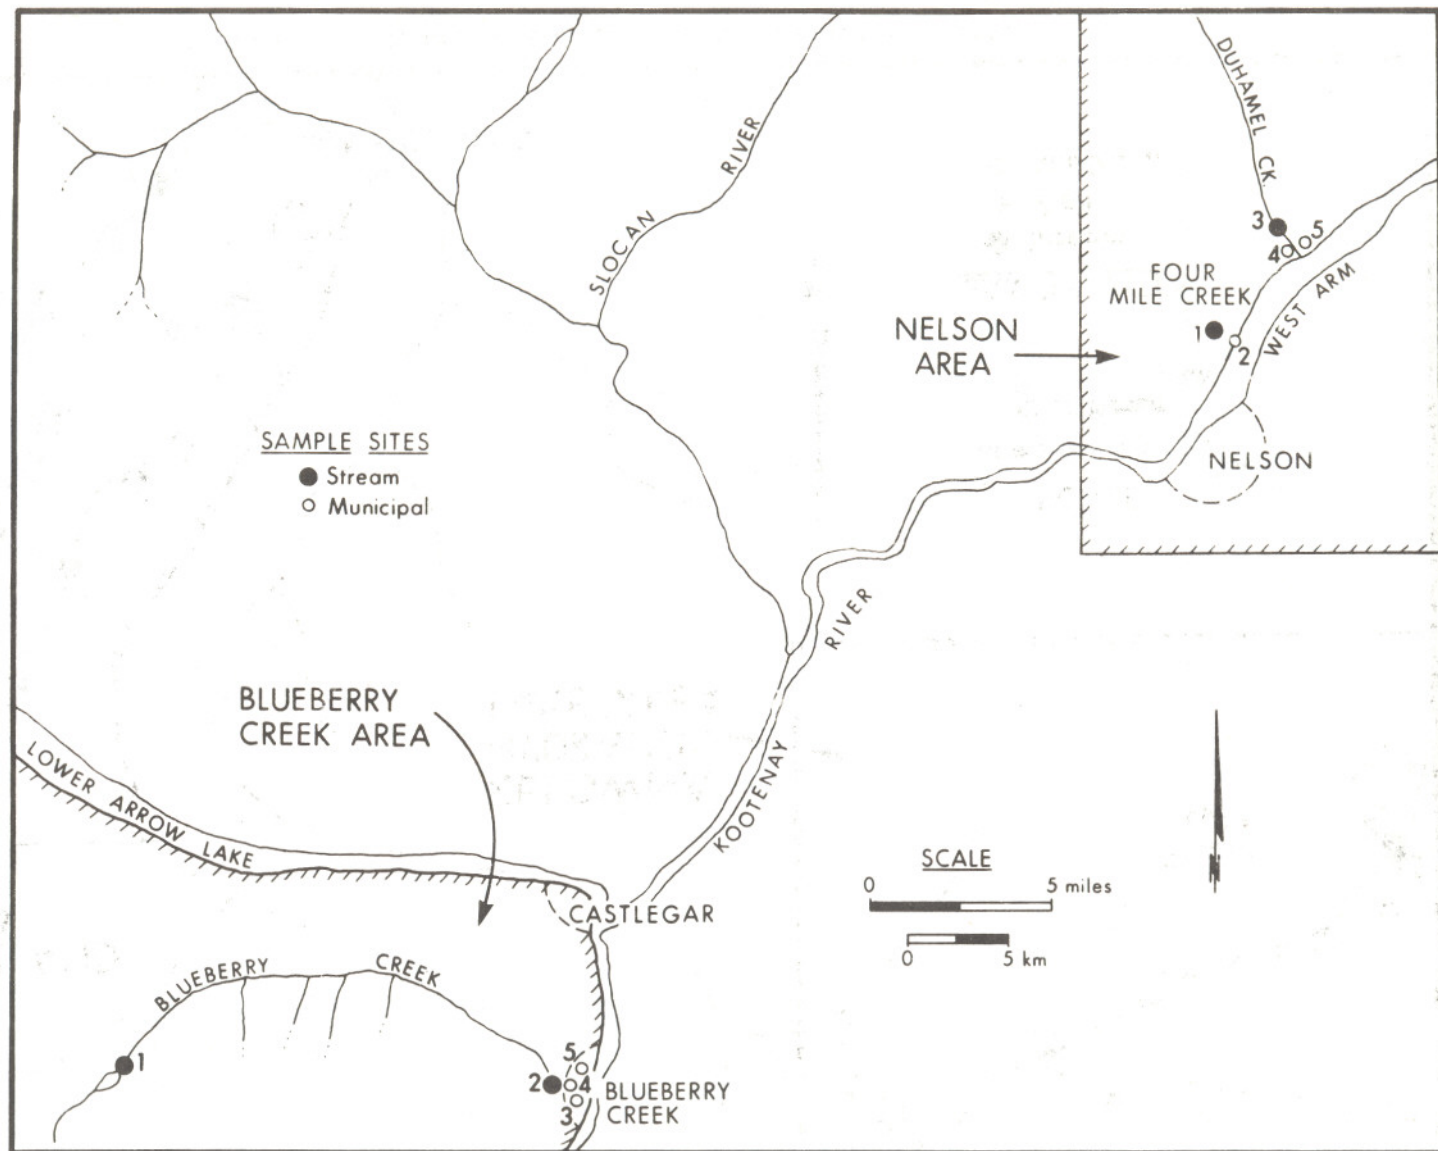 DUHAMEL CK.
SLOCAN RIVER
3
5
4
FOUR
MILE CREEK
1
2
WEST ARM
NELSON
AREA
NELSON
SAMPLE SITES
Stream
Municipal
KOOTENAY RIVER
BLUEBERRY
CREEK AREA
LOWER ARROW LAKE
SCALE
0 5 miles
0 5 km
N
CASTLEGAR
BLUEBERRY CREEK
1
5
2 4
3
BLUEBERRY
CREEK